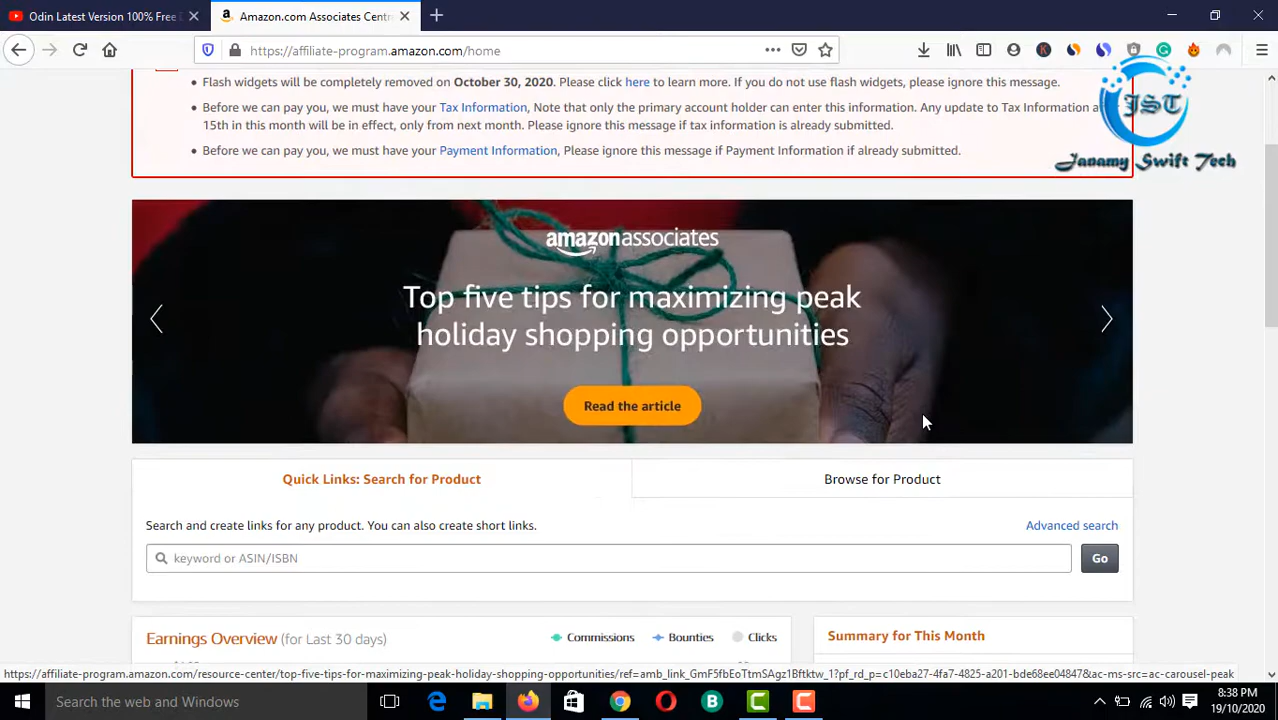 Odin Latest Version 100% Free D
Amazon.com Associates Centr
https://affiliate-program.amazon.com/home
Flash widgets will be completely removed on October 30, 2020. Please click here to learn more. If you do not use flash widgets, please ignore this message.
Before we can pay you, we must have your Tax Information, Note that only the primary account holder can enter this information. Any update to Tax Information a
15th in this month will be in effect, only from next month. Please ignore this message if tax information is already submitted.
Before we can pay you, we must have your Payment Information, Please ignore this message if Payment Information if already submitted.
JST
Janamy Swift Tech
amazonassociates
Top five tips for maximizing peak
holiday shopping opportunities
Read the article
Quick Links: Search for Product
Browse for Product
Search and create links for any product. You can also create short links.
Advanced search
keyword or ASIN/ISBN
Go
Earnings Overview (for Last 30 days)
Commissions
Bounties
Clicks
Summary for This Month
https://affiliate-program.amazon.com/resource-center/top-five-tips-for-maximizing-peak-holiday-shopping-opportunities/ref=amb_link_GmF5fbEoTtmSAgz1Bftktw_1?pf_rd_p=c10eba27-4fa7-4825-a201-bde68ee04847&tac-ms-src=ac-carousel-peak
Search the web and Windows
8:38 PM
19/10/2020